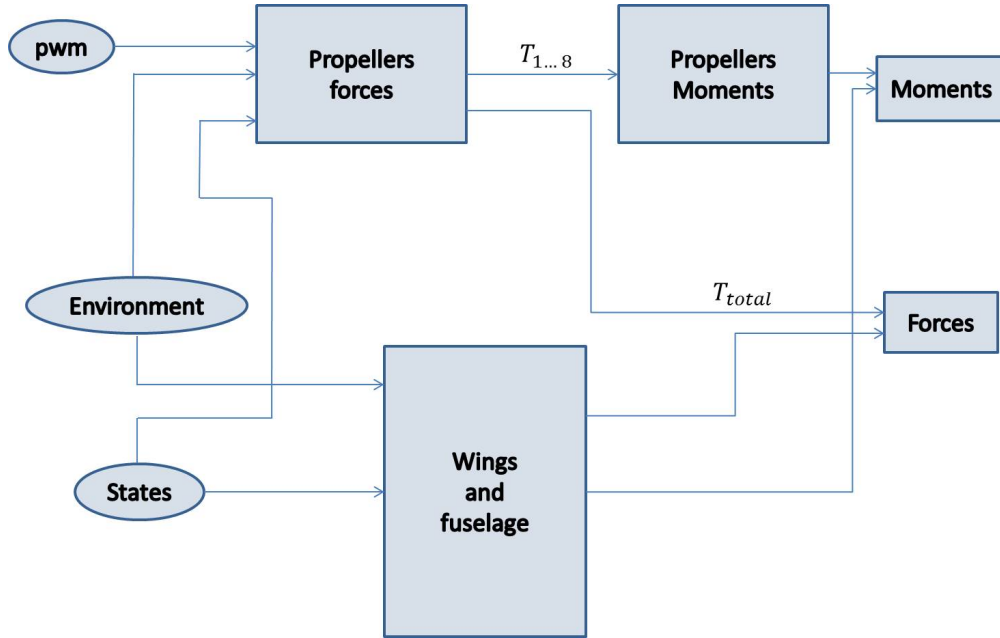 pwm
Propellers
forces
T1... 8
Propellers
Moments
Moments
Environment
Ttotal
Forces
States
Wings
and
fuselage